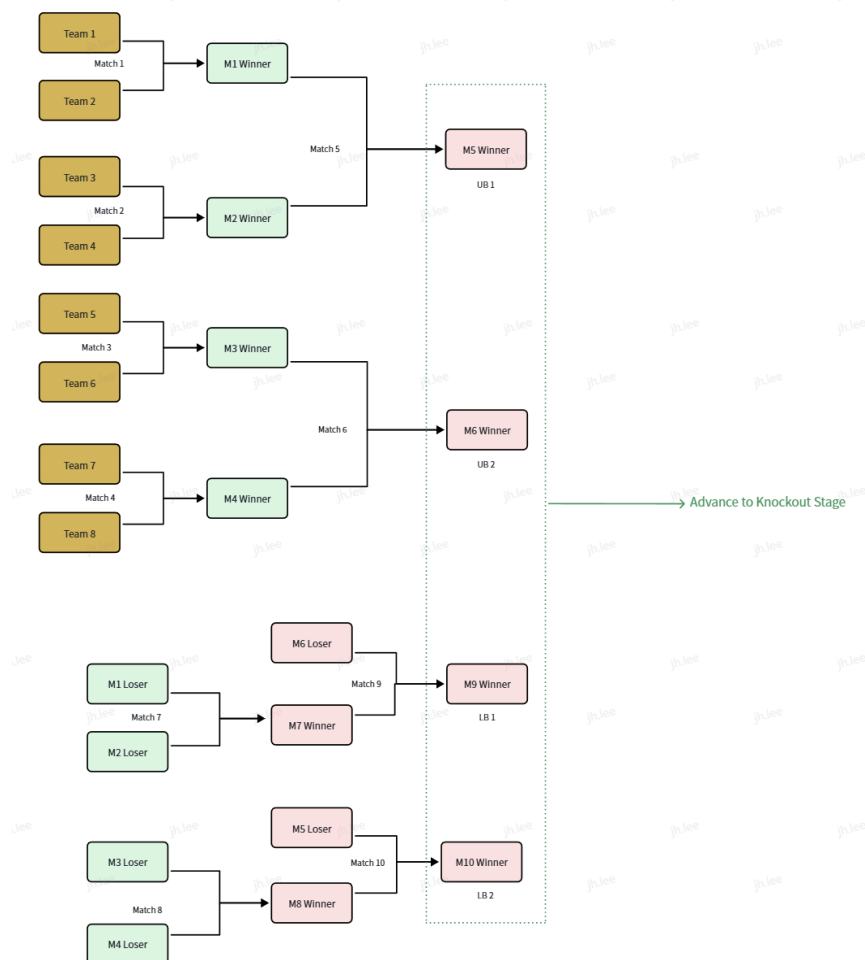 Team 1
Match 1
M1 Winner
Team 2
Match 5
M5 Winner
UB 1
Team 3
Match 2
M2 Winner
Team 4
Team 5
Match 3
M3 Winner
Team 6
Match 6
M6 Winner
UB 2
Team 7
Match 4
M4 Winner
Team 8
Advance to Knockout Stage
M6 Loser
M1 Loser
Match 9
M9 Winner
Match 7
M7 Winner
LB 1
M2 Loser
M5 Loser
M3 Loser
Match 10
M10 Winner
Match 8
M8 Winner
LB 2
M4 Loser
jh.lee